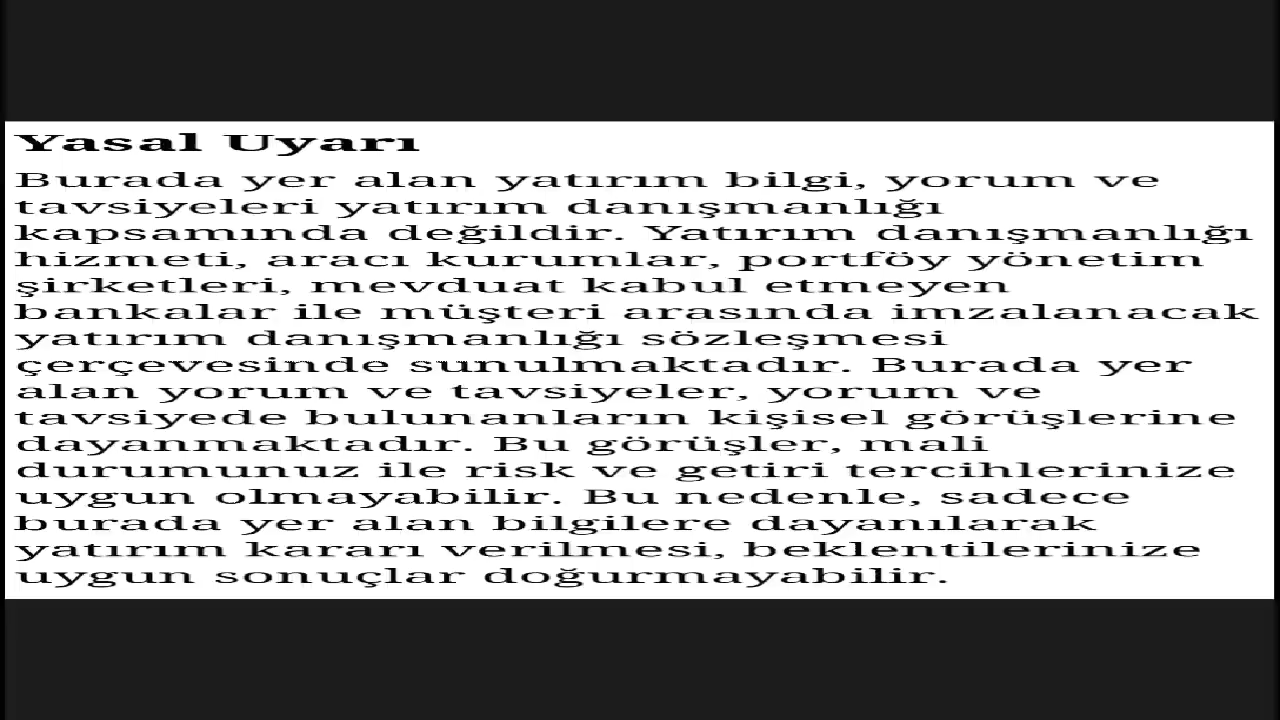 Yasal Uyarı
Burada yer alan yatırım bilgi, yorum ve
tavsiyeleri yatırım danışmanlığı
kapsamında değildir. Yatırım danışmanlığı
hizmeti, aracı kurumlar, portföy yönetim
şirketleri, mevduat kabul etmeyen
bankalar ile müşteri arasında imzalanacak
yatırım danışmanlığı sözleşmesi
çerçevesinde sunulmaktadır. Burada yer
alan yorum ve tavsiyeler, yorum ve
tavsiyede bulunanların kişisel görüşlerine
dayanmaktadır. Bu görüşler, mali
durumunuz ile risk ve getiri tercihlerinize
uygun olmayabilir. Bu nedenle, sadece
burada yer alan bilgilere dayanılarak
yatırım kararı verilmesi, beklentilerinize
uygun sonuçlar doğurmayabilir.